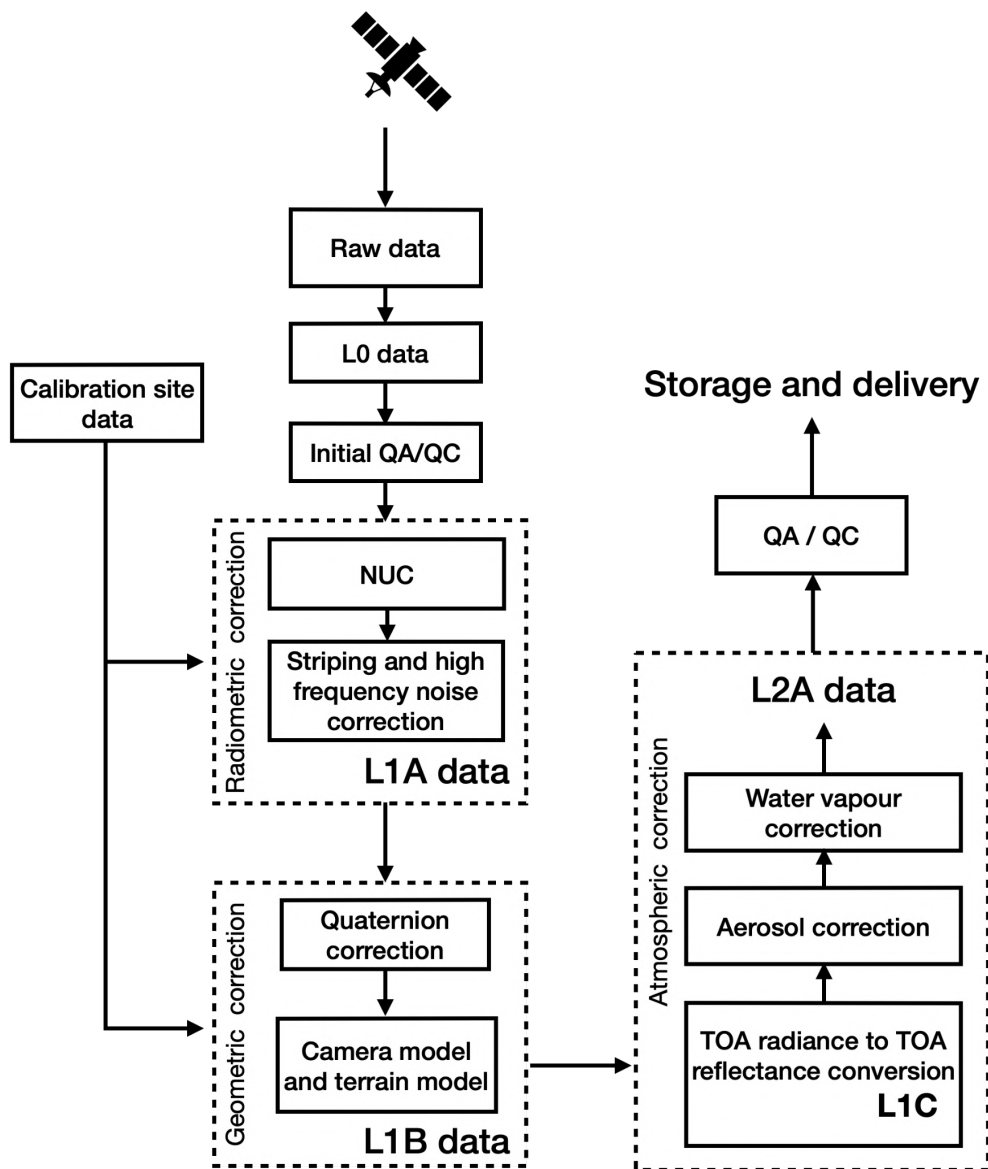 Raw data
L0 data
Calibration site
data
Initial QA/QC
Radiometric correction
NUC
Striping and high
frequency noise
correction
L1A data
Geometric correction
Quaternion
correction
Camera model
and terrain model
L1B data
Storage and delivery
QA / QC
L2A data
Atmospheric correction
Water vapour
correction
Aerosol correction
TOA radiance to TOA
reflectance conversion
L1C